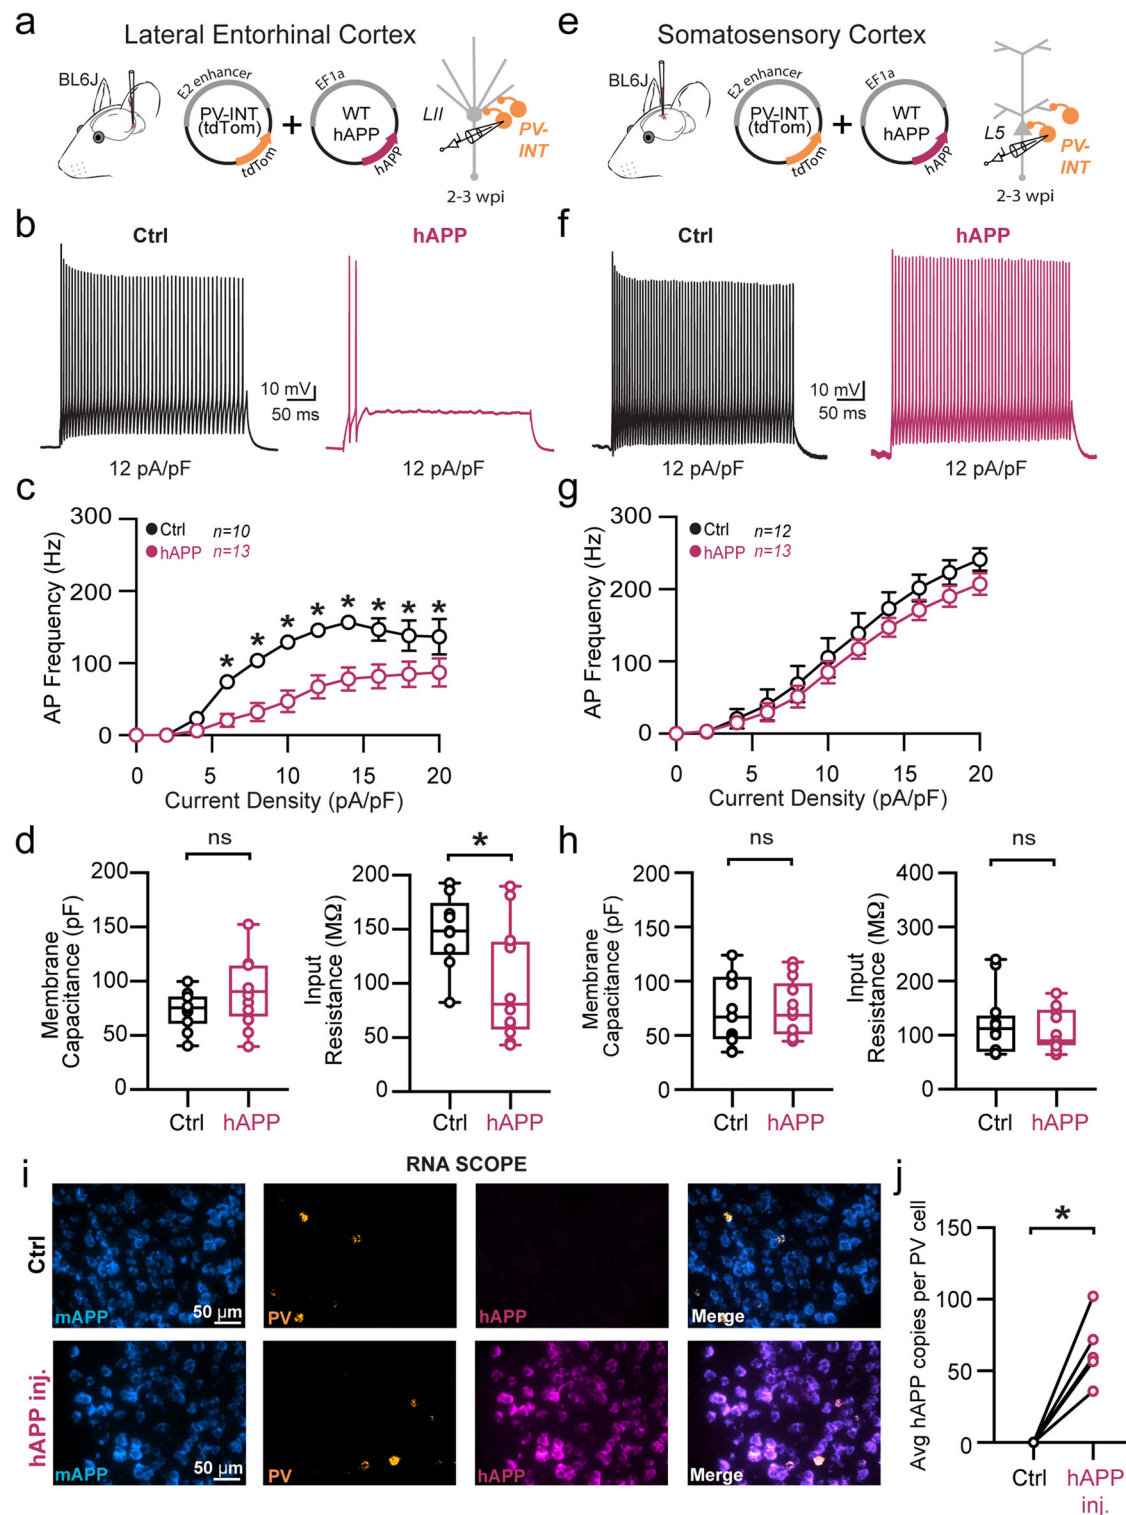 a
Lateral Entorhinal Cortex
BL6J
E2 enhancer
PV-INT
(tdTom)
tdTom
+
EF1a
WT
hAPP
hAPP
LII
PV-
INT
2-3 wpi
e
Somatosensory Cortex
BL6J
E2 enhancer
PV-INT
(tdTom)
tdTom
+
EF1a
WT
hAPP
hAPP
L5
PV-
INT
2-3 wpi
b
Ctrl
hAPP
10 mV
50 ms
12 pA/pF
12 pA/pF
f
Ctrl
hAPP
10 mV
50 ms
12 pA/pF
12 pA/pF
c
AP Frequency (Hz)
300
200
100
0
Ctrl n=10
hAPP n=13
* * * * * * * *
0 5 10 15 20
Current Density (pA/pF)
g
AP Frequency (Hz)
300
200
100
0
Ctrl n=12
hAPP n=13
0 5 10 15 20
Current Density (pA/pF)
d
Membrane
Capacitance (pF)
200
150
100
50
0
ns
Ctrl hAPP
Input
Resistance (MΩ)
200
150
100
50
0
*
Ctrl hAPP
h
Membrane
Capacitance (pF)
200
150
100
50
0
ns
Ctrl hAPP
Input
Resistance (MΩ)
400
300
200
100
0
ns
Ctrl hAPP
i
RNA SCOPE
Ctrl
mAPP
50 µm
PV
hAPP
Merge
hAPP inj.
mAPP
50 µm
PV
hAPP
Merge
j
Avg hAPP copies per PV cell
150
100
50
0
*
Ctrl
hAPP
inj.